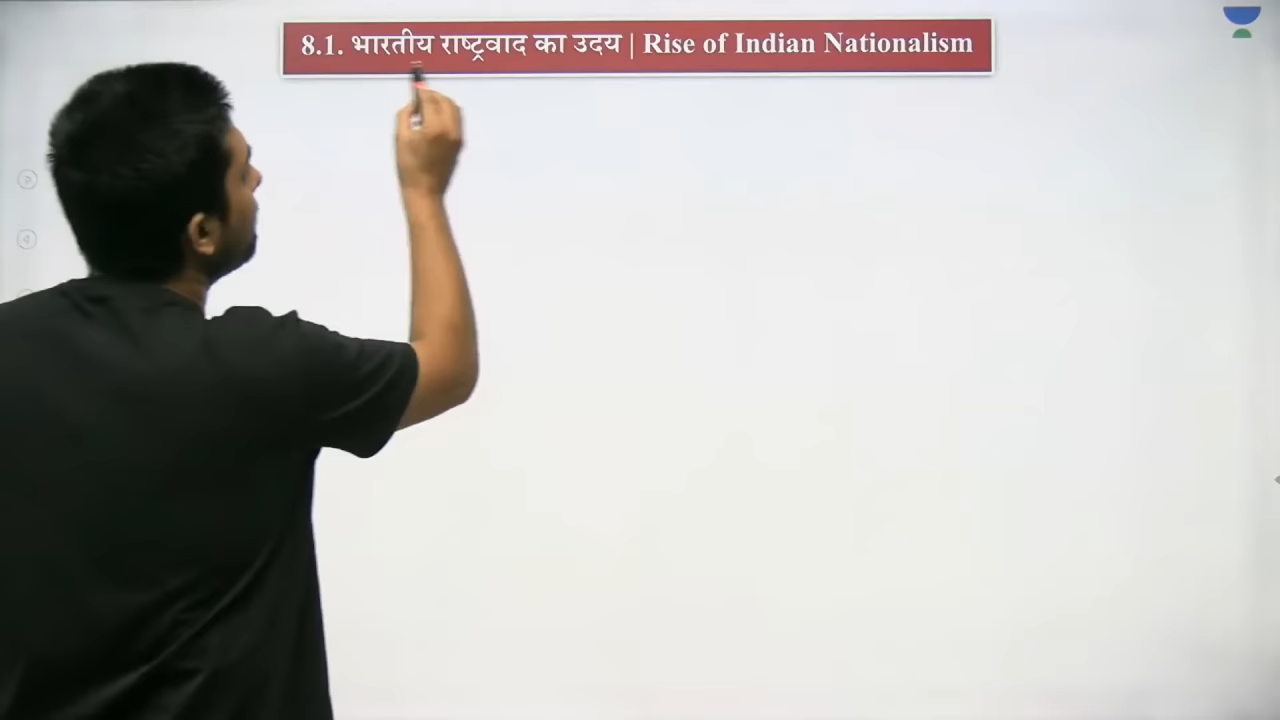 8.1. भारतीय राष्ट्रवाद का उदय | Rise of Indian Nationalism